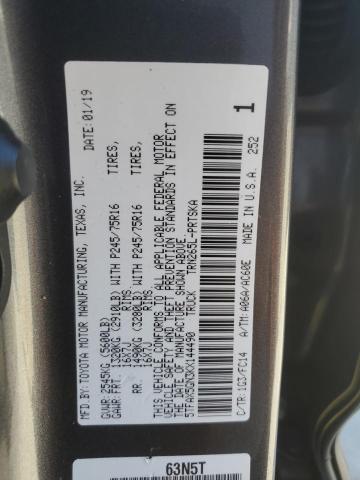 MFD BY:TOYOTA MOTOR MANUFACTURING, TEXAS, INC. DATE: 01/19
GVWR: 2545KG (5600LB)
GAWR:FRT. 1320KG (2910LB) WITH P245/75R16 TIRES,
16X7J RIMS,
RR. 1490KG (3280LB) WITH P245/75R16 TIRES,
16X7J RIMS
THIS VEHICLE CONFORMS TO ALL APPLICABLE FEDERAL MOTOR
VEHICLE SAFETY AND THEFT PREVENTION STANDARDS IN EFFECT ON
THE DATE OF MANUFACTURE SHOWN ABOVE.
5TFAX5GN3KX144490 TRUCK TRN265L-PRTSKA
C/TR:1G3/FC14 A/TM:A06A/AC60E MADE IN U.S.A. 252
1
63N5T